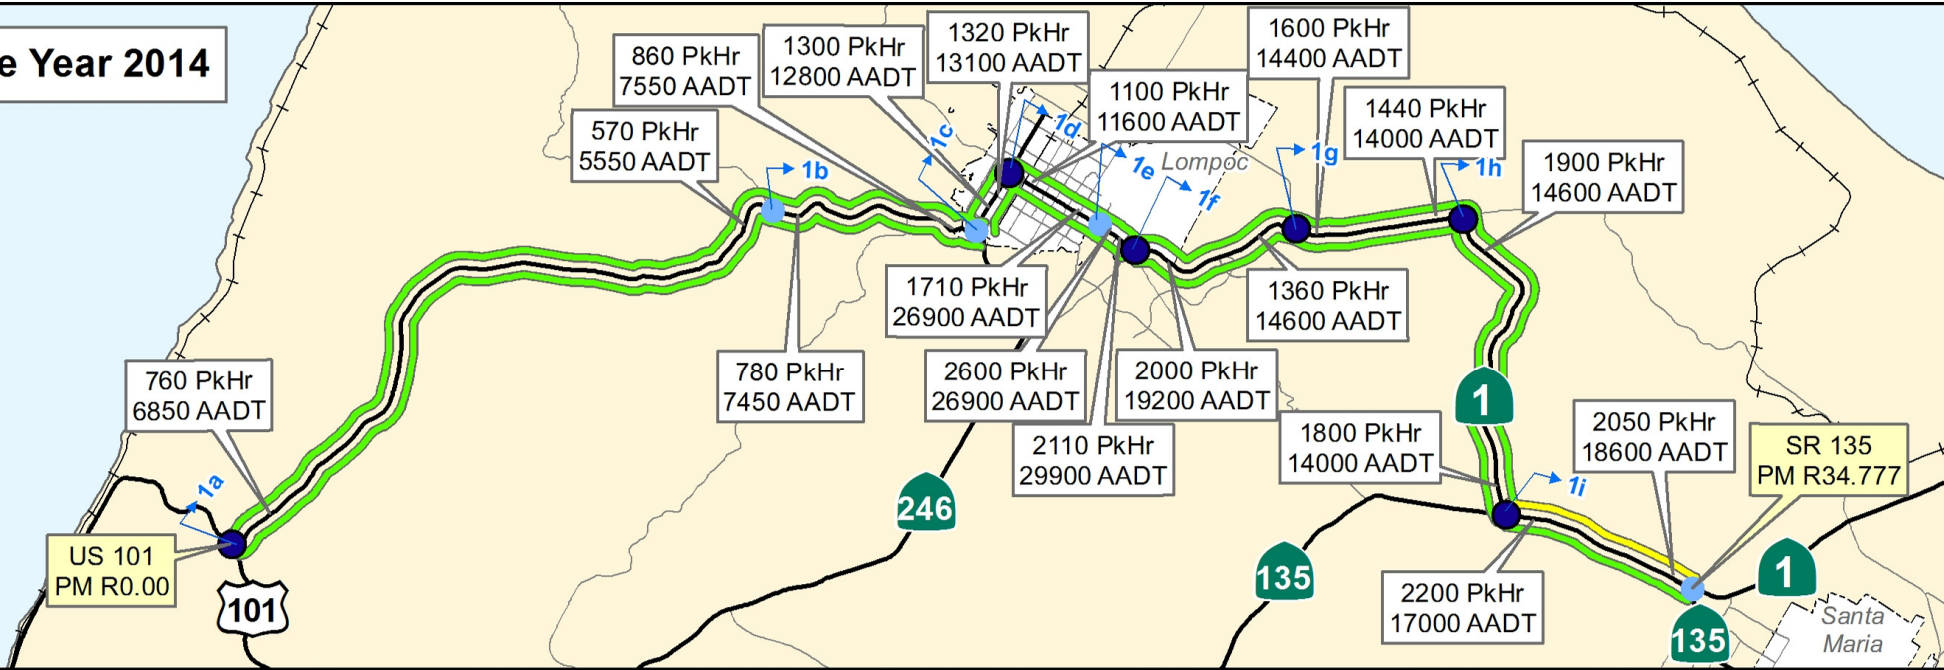 e Year 2014
860 PkHr
7550 AADT
1300 PkHr
12800 AADT
1320 PkHr
13100 AADT
1600 PkHr
14400 AADT
1100 PkHr
11600 AADT
1440 PkHr
14000 AADT
570 PkHr
5550 AADT
1900 PkHr
14600 AADT
1b
1c
1d
1e
1f
Lompoc
1g
1h
1710 PkHr
26900 AADT
1360 PkHr
14600 AADT
760 PkHr
6850 AADT
780 PkHr
7450 AADT
2600 PkHr
26900 AADT
2000 PkHr
19200 AADT
1
2110 PkHr
29900 AADT
1800 PkHr
14000 AADT
2050 PkHr
18600 AADT
SR 135
PM R34.777
1a
246
1i
US 101
PM R0.00
101
135
1
2200 PkHr
17000 AADT
135
Santa
Maria